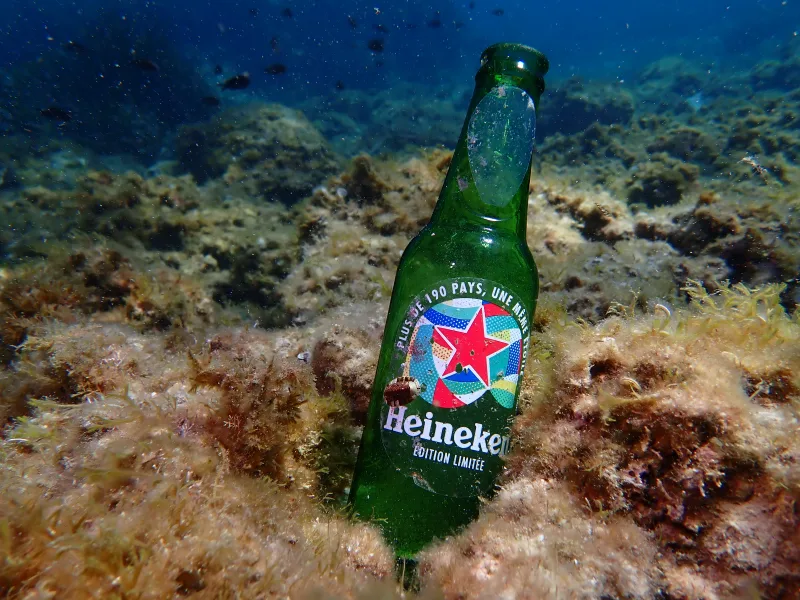 PLUS DE 190 PAYS, UNE MÊME
Heineken
ÉDITION LIMITÉE